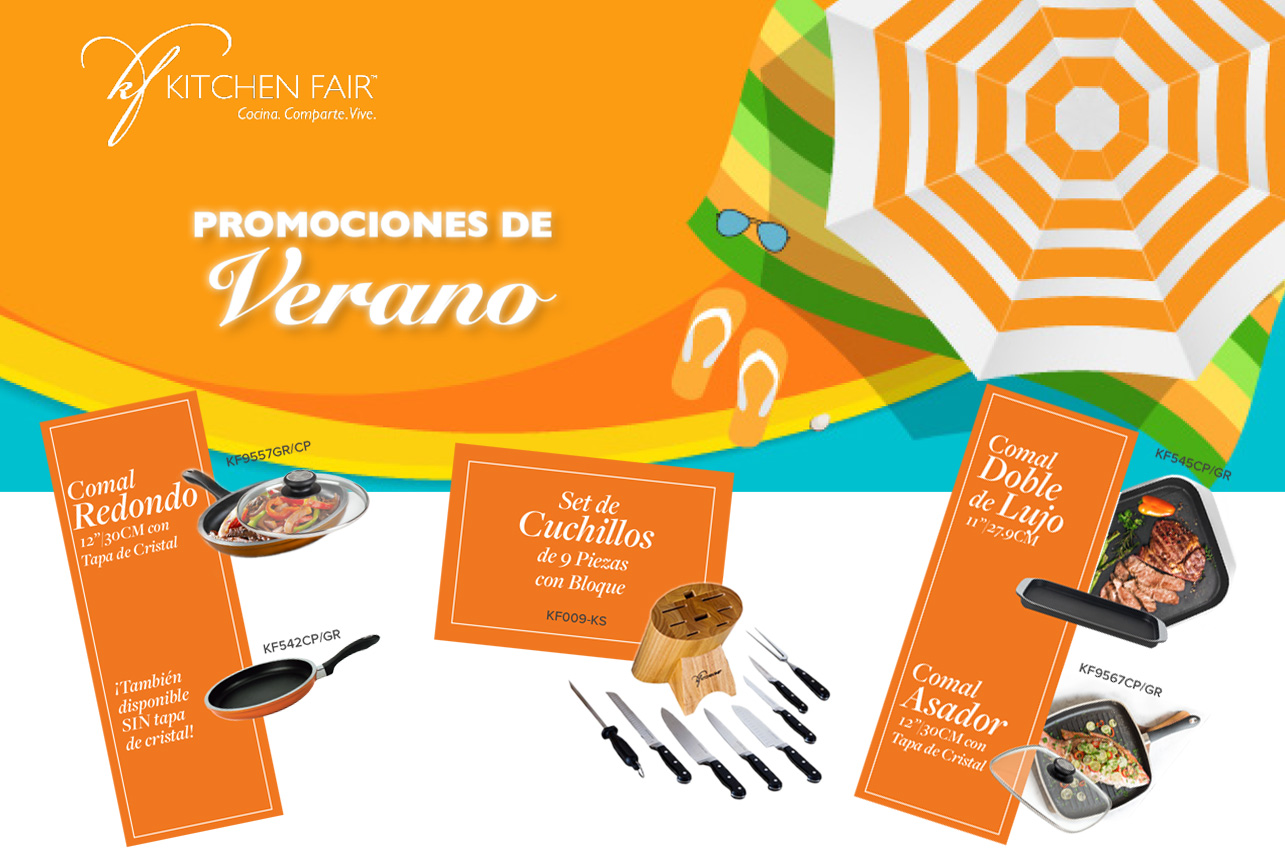 kf KITCHEN FAIR™
Cocina. Comparte. Vive.
PROMOCIONES DE
Verano
KF9557GR/CP
Comal
Redondo
12”/30CM con
Tapa de Cristal
KF542CP/GR
¡También
disponible
SIN tapa
de cristal!
Set de
Cuchillos
de 9 Piezas
con Bloque
KF009-KS
Comal
Doble
de Lujo
11”/27.9CM
KF545CP/GR
KF9567CP/GR
Comal
Asador
12”/30CM con
Tapa de Cristal